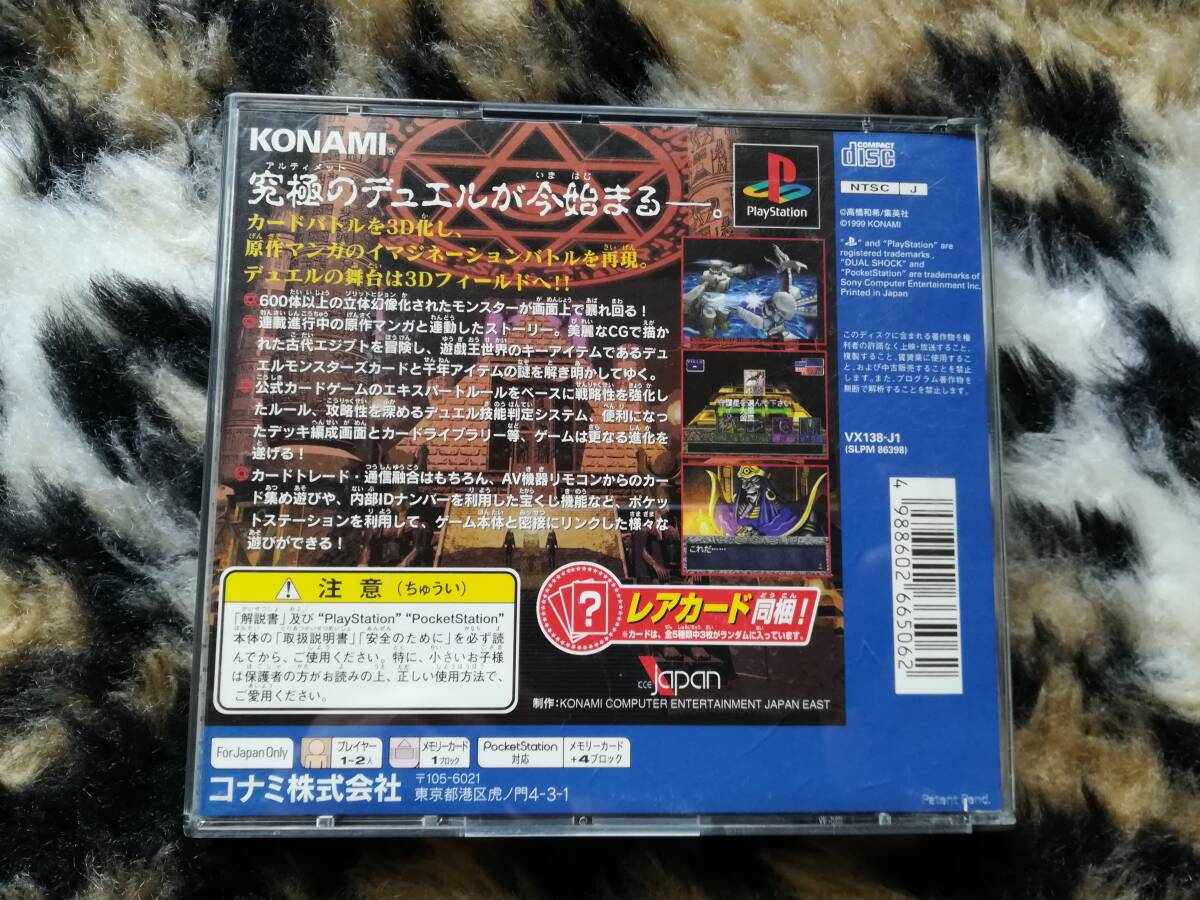 KONAMI
アルティメット
いま はじ
究極のデュエルが今始まる—。
カードバトルを3D化し、
原作マンガのイマジネーションバトルを再現。
デュエルの舞台は3Dフィールドへ!!
600体以上の立体幻像化されたモンスターが画面上で暴れ回る!
連載進行中の原作マンガと連動したストーリー。美麗なCGで描か
れた古代エジプトを冒険し、遊戯王世界のキーアイテムであるデュ
エルモンスターズカードと千年アイテムの謎を解き明かしてゆく。
公式カードゲームのエキスパートルールをベースに戦略性を強化し
たルール、攻略性を深めるデュエル技能判定システム、便利になっ
たデッキ編成画面とカードライブラリー等、ゲームは更なる進化を
遂げる!
カードトレード・通信融合はもちろん、AV機器リモコンからのカー
ド集め遊びや、内部IDナンバーを利用した宝くじ機能など、ポケッ
トステーションを利用して、ゲーム本体と密接にリンクした様々な
遊びができる!
PlayStation
守護星を選んで下さい
これだ……
注意(ちゅうい)
「解説書」及び “PlayStation” “PocketStation”
本体の「取扱説明書」「安全のために」を必ず読
んでから、ご使用ください。特に、小さいお子様
は保護者の方がお読みの上、正しい使用方法で、
ご愛用ください。
?
レアカード同梱!
※カードは、全5種類中3枚がランダムに入っています。
KCE Japan
制作:KONAMI COMPUTER ENTERTAINMENT JAPAN EAST
For Japan Only
プレイヤー
1~2人
メモリーカード
1ブロック
PocketStation
対応
メモリーカード
+4ブロック
コナミ株式会社
〒105-6021
東京都港区虎ノ門4-3-1
COMPACT
disc
NTSC J
©高橋和希/集英社
©1999 KONAMI
“ ” and “PlayStation” are
registered trademarks ,
“DUAL SHOCK” and
“PocketStation” are trademarks of
Sony Computer Entertainment Inc.
Printed in Japan
このディスクに含まれる著作物を権
利者の許諾なく上映・放送すること、
複製すること、賃貸業に使用するこ
と、および中古販売することを禁止
します。また、プログラム著作物を
無断で解析することを禁止します。
VX138-J1
(SLPM 86398)
4 988602 665062
Patent Pend.